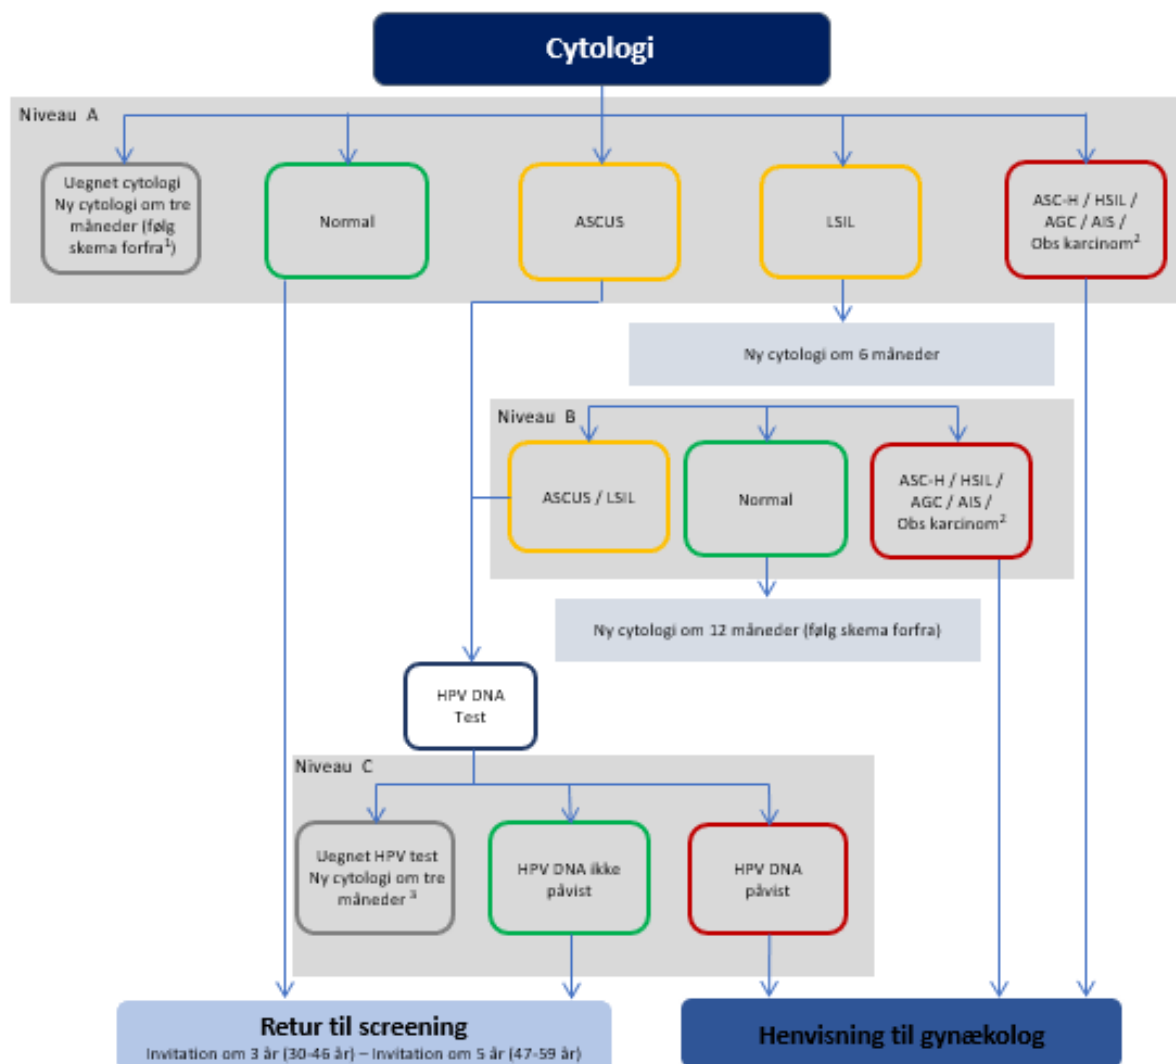 Cytologi
Niveau A
Uegnet cytologi
Ny cytologi om tre
måneder (følg
skema forfra¹)
Normal
ASCUS
LSIL
ASC-H / HSIL /
AGC / AIS /
Obs karcinom²
Ny cytologi om 6 måneder
Niveau B
ASCUS / LSIL
Normal
ASC-H / HSIL /
AGC / AIS /
Obs karcinom²
Ny cytologi om 12 måneder (følg skema forfra)
HPV DNA
Test
Niveau C
Uegnet HPV test
Ny cytologi om tre
måneder ³
HPV DNA ikke
påvist
HPV DNA
påvist
Retur til screening
Invitation om 3 år (30-46 år) – Invitation om 5 år (47-59 år)
Henvisning til gynækolog